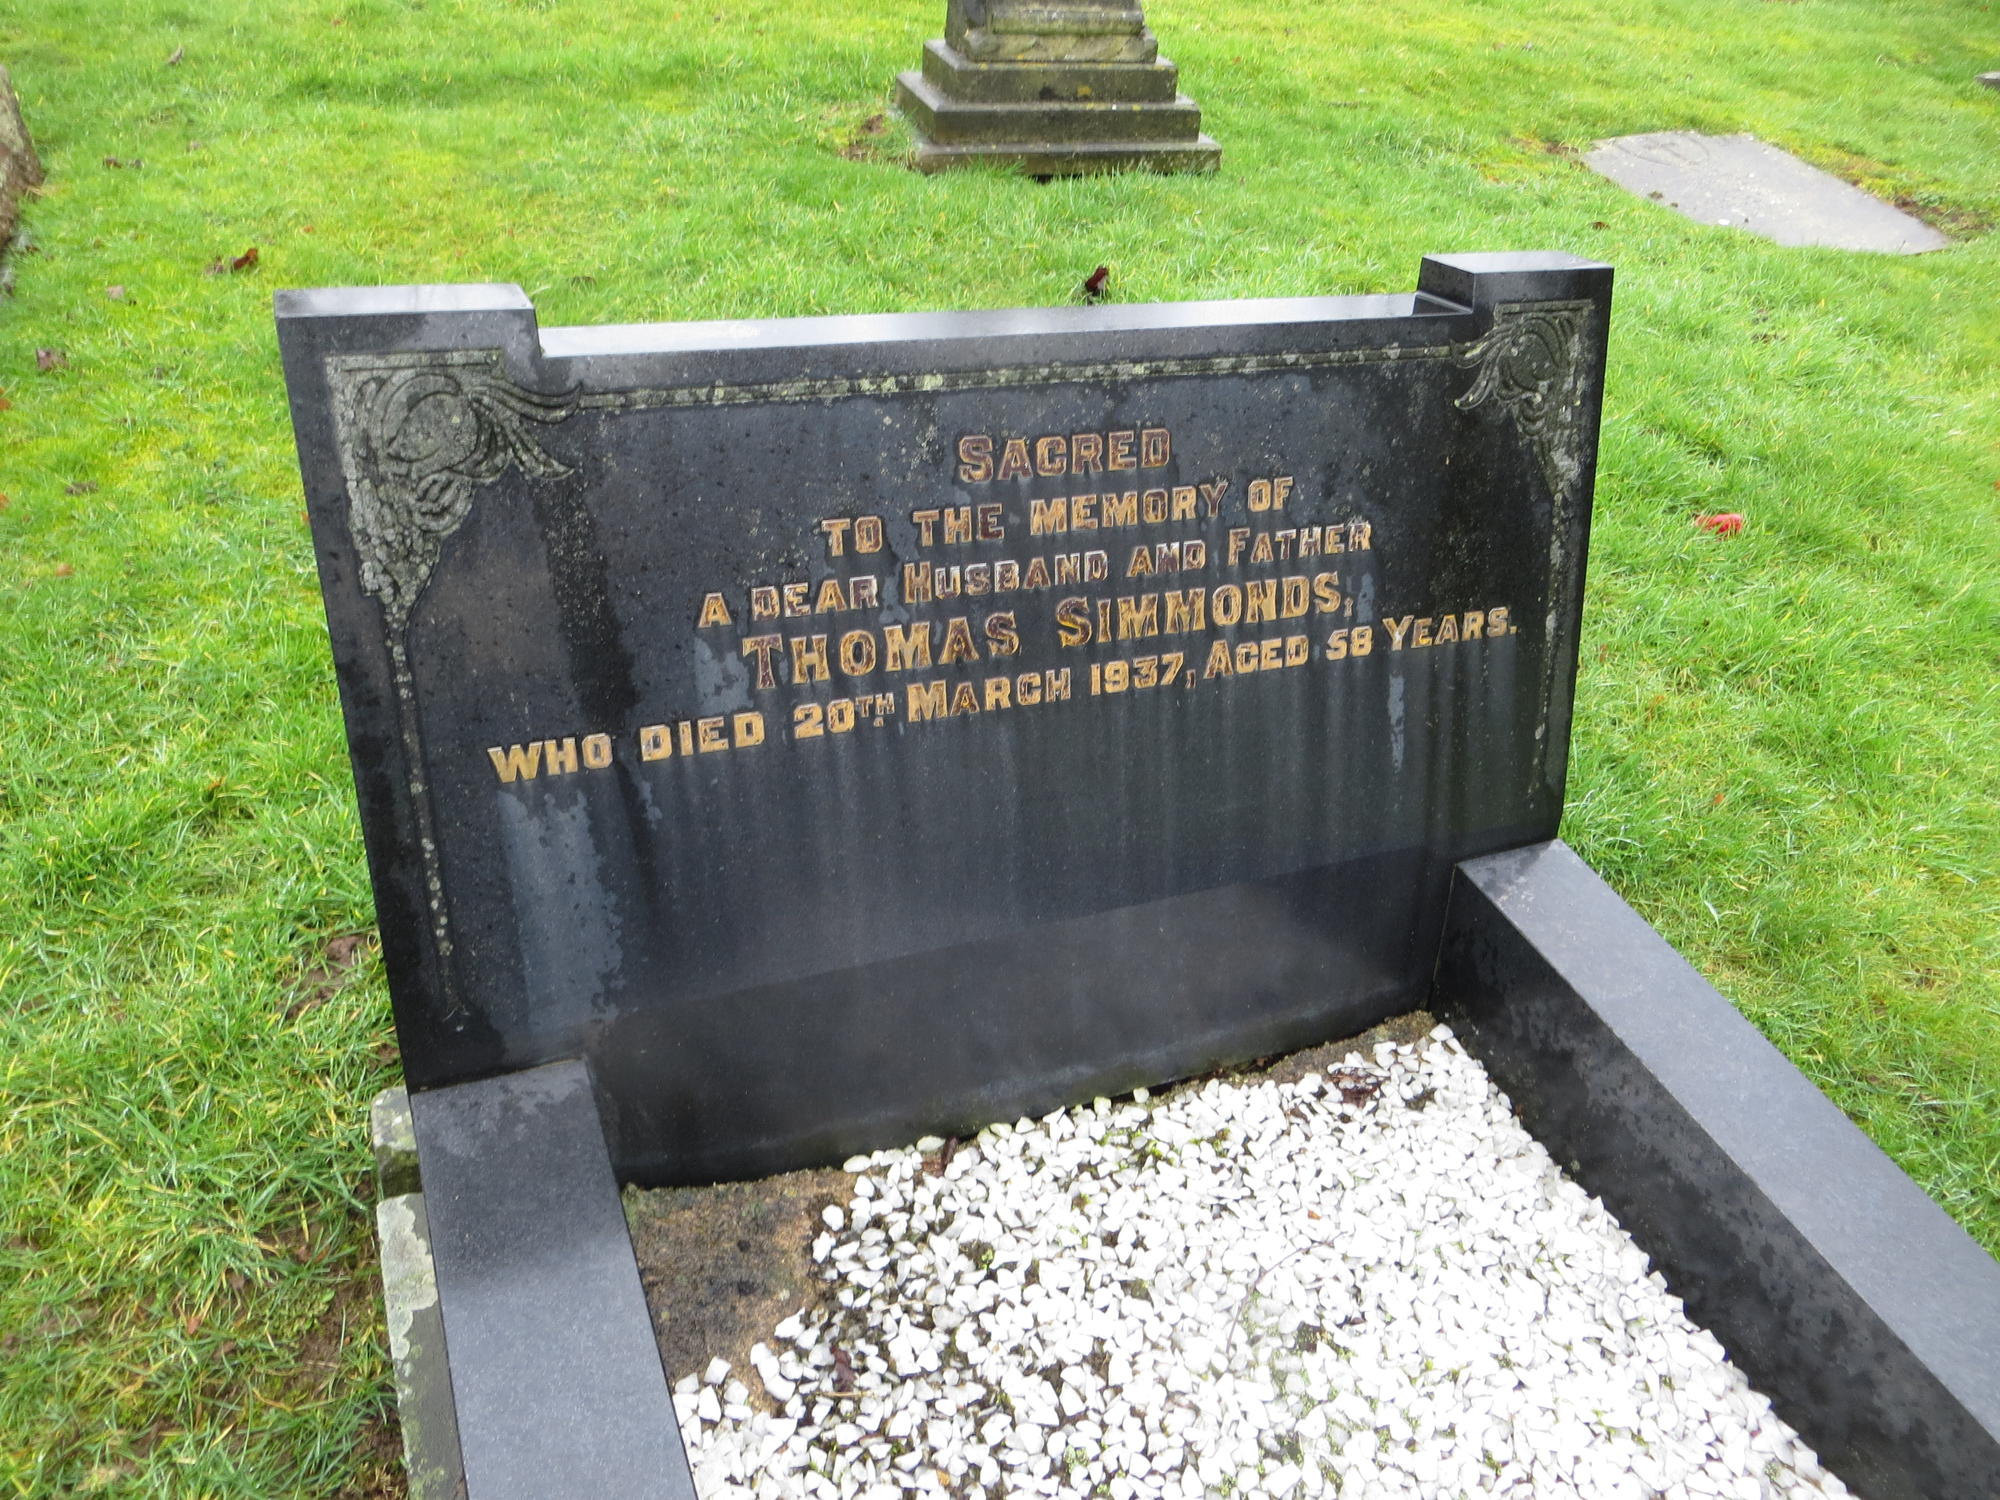 SACRED
TO THE MEMORY OF
A DEAR HUSBAND AND FATHER
THOMAS SIMMONDS,
WHO DIED 20TH MARCH 1937, AGED 58 YEARS.